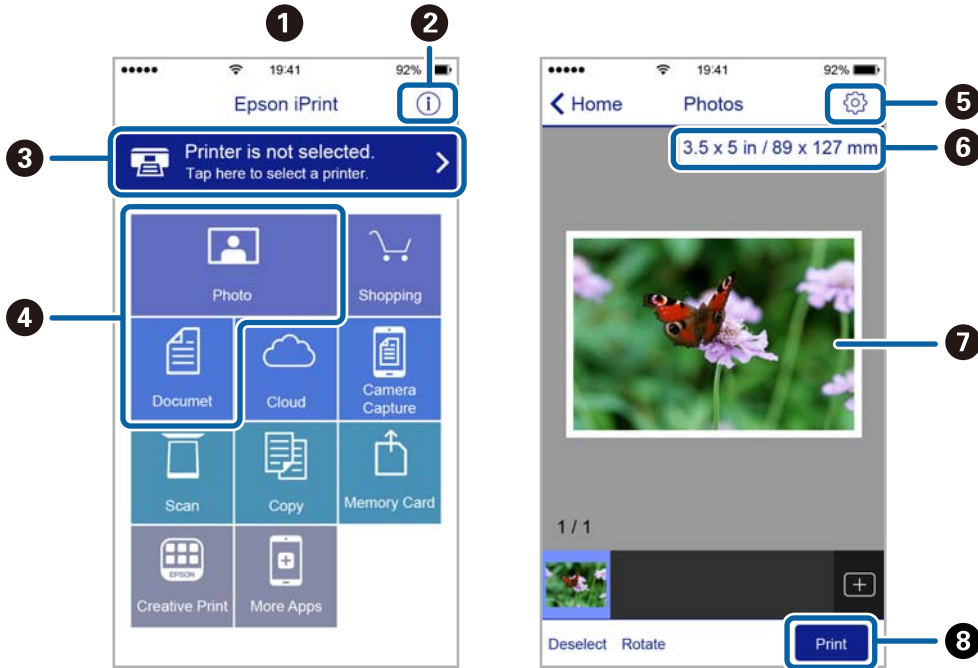 1
2
19:41
92%
Epson iPrint
3
Printer is not selected.
Tap here to select a printer.
4
Photo
Shopping
Documet
Cloud
Camera
Capture
Scan
Copy
Memory Card
EPSON
Creative Print
More Apps
19:41
92%
Home
Photos
5
3.5 x 5 in / 89 x 127 mm
6
7
1 / 1
Deselect
Rotate
Print
8